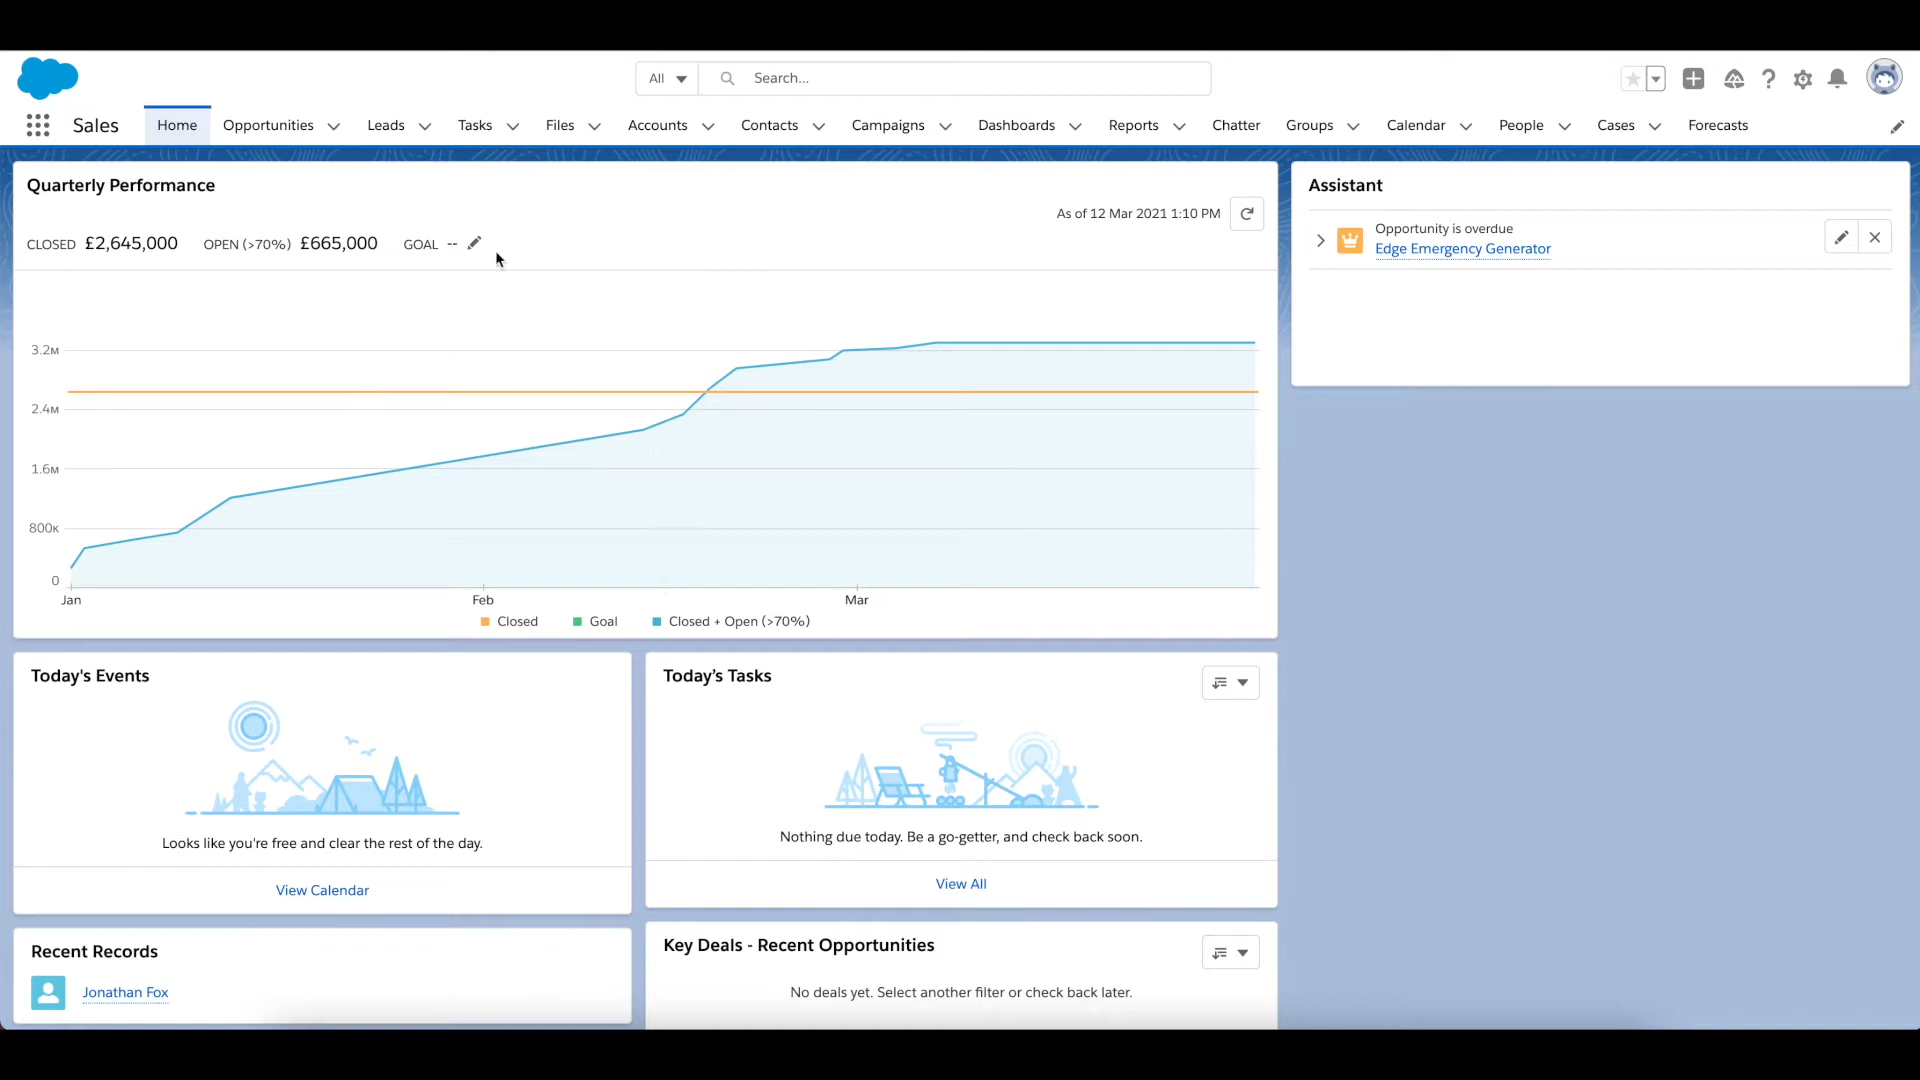 All
Search...
Sales
Home
Opportunities
Leads
Tasks
Files
Accounts
Contacts
Campaigns
Dashboards
Reports
Chatter
Groups
Calendar
People
Cases
Forecasts
Quarterly Performance
As of 12 Mar 2021 1:10 PM
CLOSED £2,645,000 OPEN (>70%) £665,000 GOAL --
3.2M
2.4M
1.6M
800K
0
Jan Feb Mar
Closed Goal Closed + Open (>70%)
Assistant
Opportunity is overdue
Edge Emergency Generator
Today's Events
Looks like you're free and clear the rest of the day.
View Calendar
Today’s Tasks
Nothing due today. Be a go-getter, and check back soon.
View All
Recent Records
Jonathan Fox
Key Deals - Recent Opportunities
No deals yet. Select another filter or check back later.